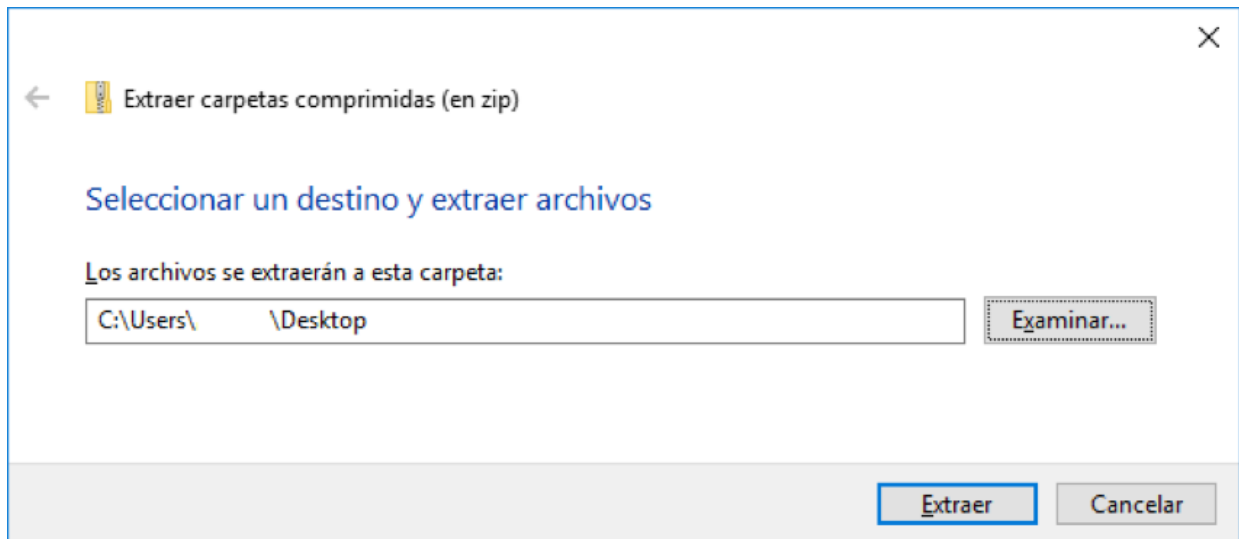 Extraer carpetas comprimidas (en zip)
Seleccionar un destino y extraer archivos
Los archivos se extraerán a esta carpeta:
C:\Users\ \Desktop
Examinar...
Extraer
Cancelar